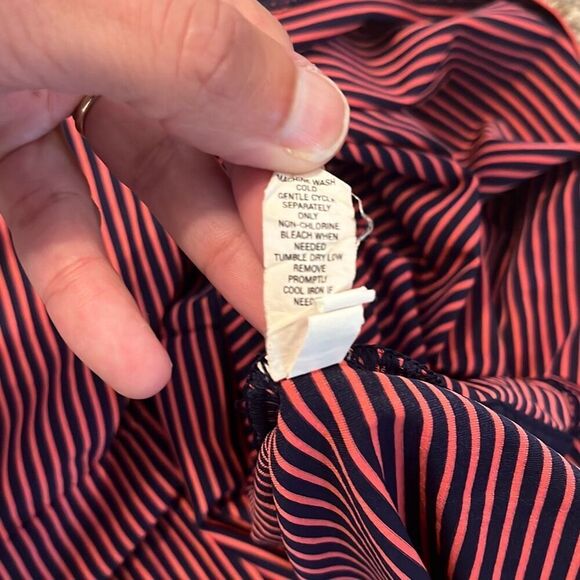 MACHINE WASH
COLD
GENTLE CYCLE
SEPARATELY
ONLY
NON-CHLORINE
BLEACH WHEN
NEEDED
TUMBLE DRY LOW
REMOVE
PROMPTLY
COOL IRON IF